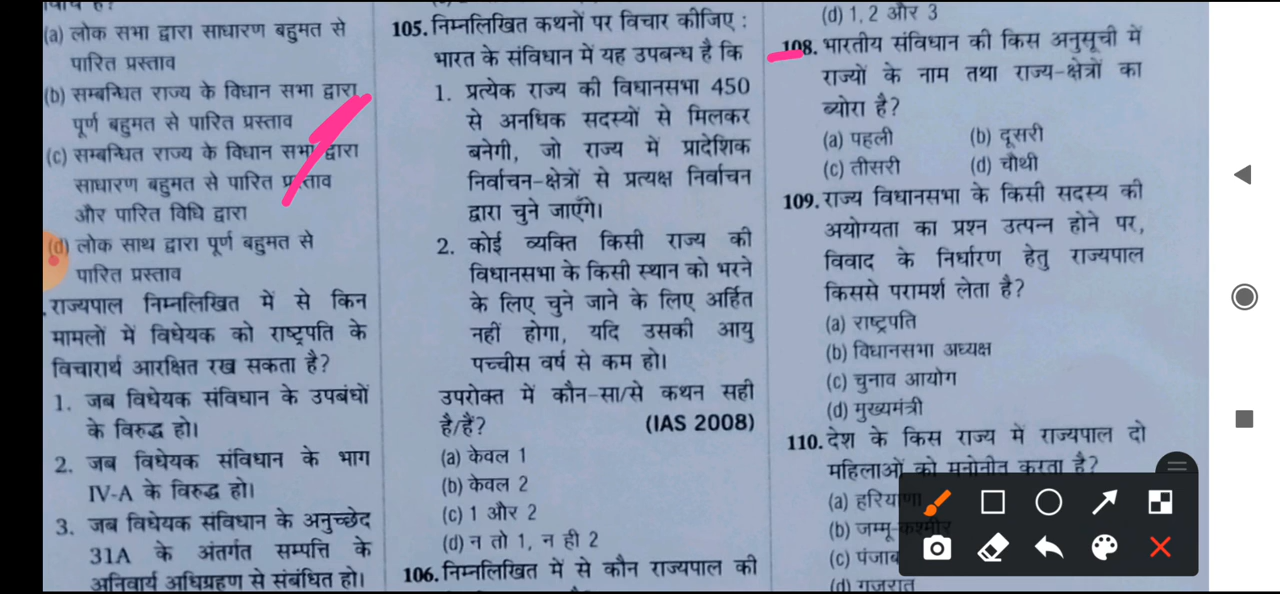 (a) लोक सभा द्वारा साधारण बहुमत से
पारित प्रस्ताव
(b) सम्बन्धित राज्य के विधान सभा द्वारा
पूर्ण बहुमत से पारित प्रस्ताव
(c) सम्बन्धित राज्य के विधान सभा द्वारा
साधारण बहुमत से पारित प्रस्ताव
और पारित विधि द्वारा
(d) लोक साथ द्वारा पूर्ण बहुमत से
पारित प्रस्ताव
राज्यपाल निम्नलिखित में से किन
मामलों में विधेयक को राष्ट्रपति के
विचारार्थ आरक्षित रख सकता है?
1. जब विधेयक संविधान के उपबंधों
के विरुद्ध हो।
2. जब विधेयक संविधान के भाग
IV-A के विरुद्ध हो।
3. जब विधेयक संविधान के अनुच्छेद
31A के अंतर्गत सम्पत्ति के
अनिवार्य अधिग्रहण से संबंधित हो।
105. निम्नलिखित कथनों पर विचार कीजिए :
भारत के संविधान में यह उपबन्ध है कि
1. प्रत्येक राज्य की विधानसभा 450
से अनधिक सदस्यों से मिलकर
बनेगी, जो राज्य में प्रादेशिक
निर्वाचन-क्षेत्रों से प्रत्यक्ष निर्वाचन
द्वारा चुने जाएँगे।
2. कोई व्यक्ति किसी राज्य की
विधानसभा के किसी स्थान को भरने
के लिए चुने जाने के लिए अर्हित
नहीं होगा, यदि उसकी आयु
पच्चीस वर्ष से कम हो।
उपरोक्त में कौन-सा/से कथन सही
है/हैं? (IAS 2008)
(a) केवल 1
(b) केवल 2
(c) 1 और 2
(d) न तो 1, न ही 2
106. निम्नलिखित में से कौन राज्यपाल की
(d) 1, 2 और 3
108. भारतीय संविधान की किस अनुसूची में
राज्यों के नाम तथा राज्य-क्षेत्रों का
ब्योरा है?
(a) पहली (b) दूसरी
(c) तीसरी (d) चौथी
109. राज्य विधानसभा के किसी सदस्य की
अयोग्यता का प्रश्न उत्पन्न होने पर,
विवाद के निर्धारण हेतु राज्यपाल
किससे परामर्श लेता है?
(a) राष्ट्रपति
(b) विधानसभा अध्यक्ष
(c) चुनाव आयोग
(d) मुख्यमंत्री
110. देश के किस राज्य में राज्यपाल दो
महिलाओं को मनोनीत करता है?
(a) हरियाणा
(b) जम्मू-कश्मीर
(c) पंजाब
(d) गुजरात